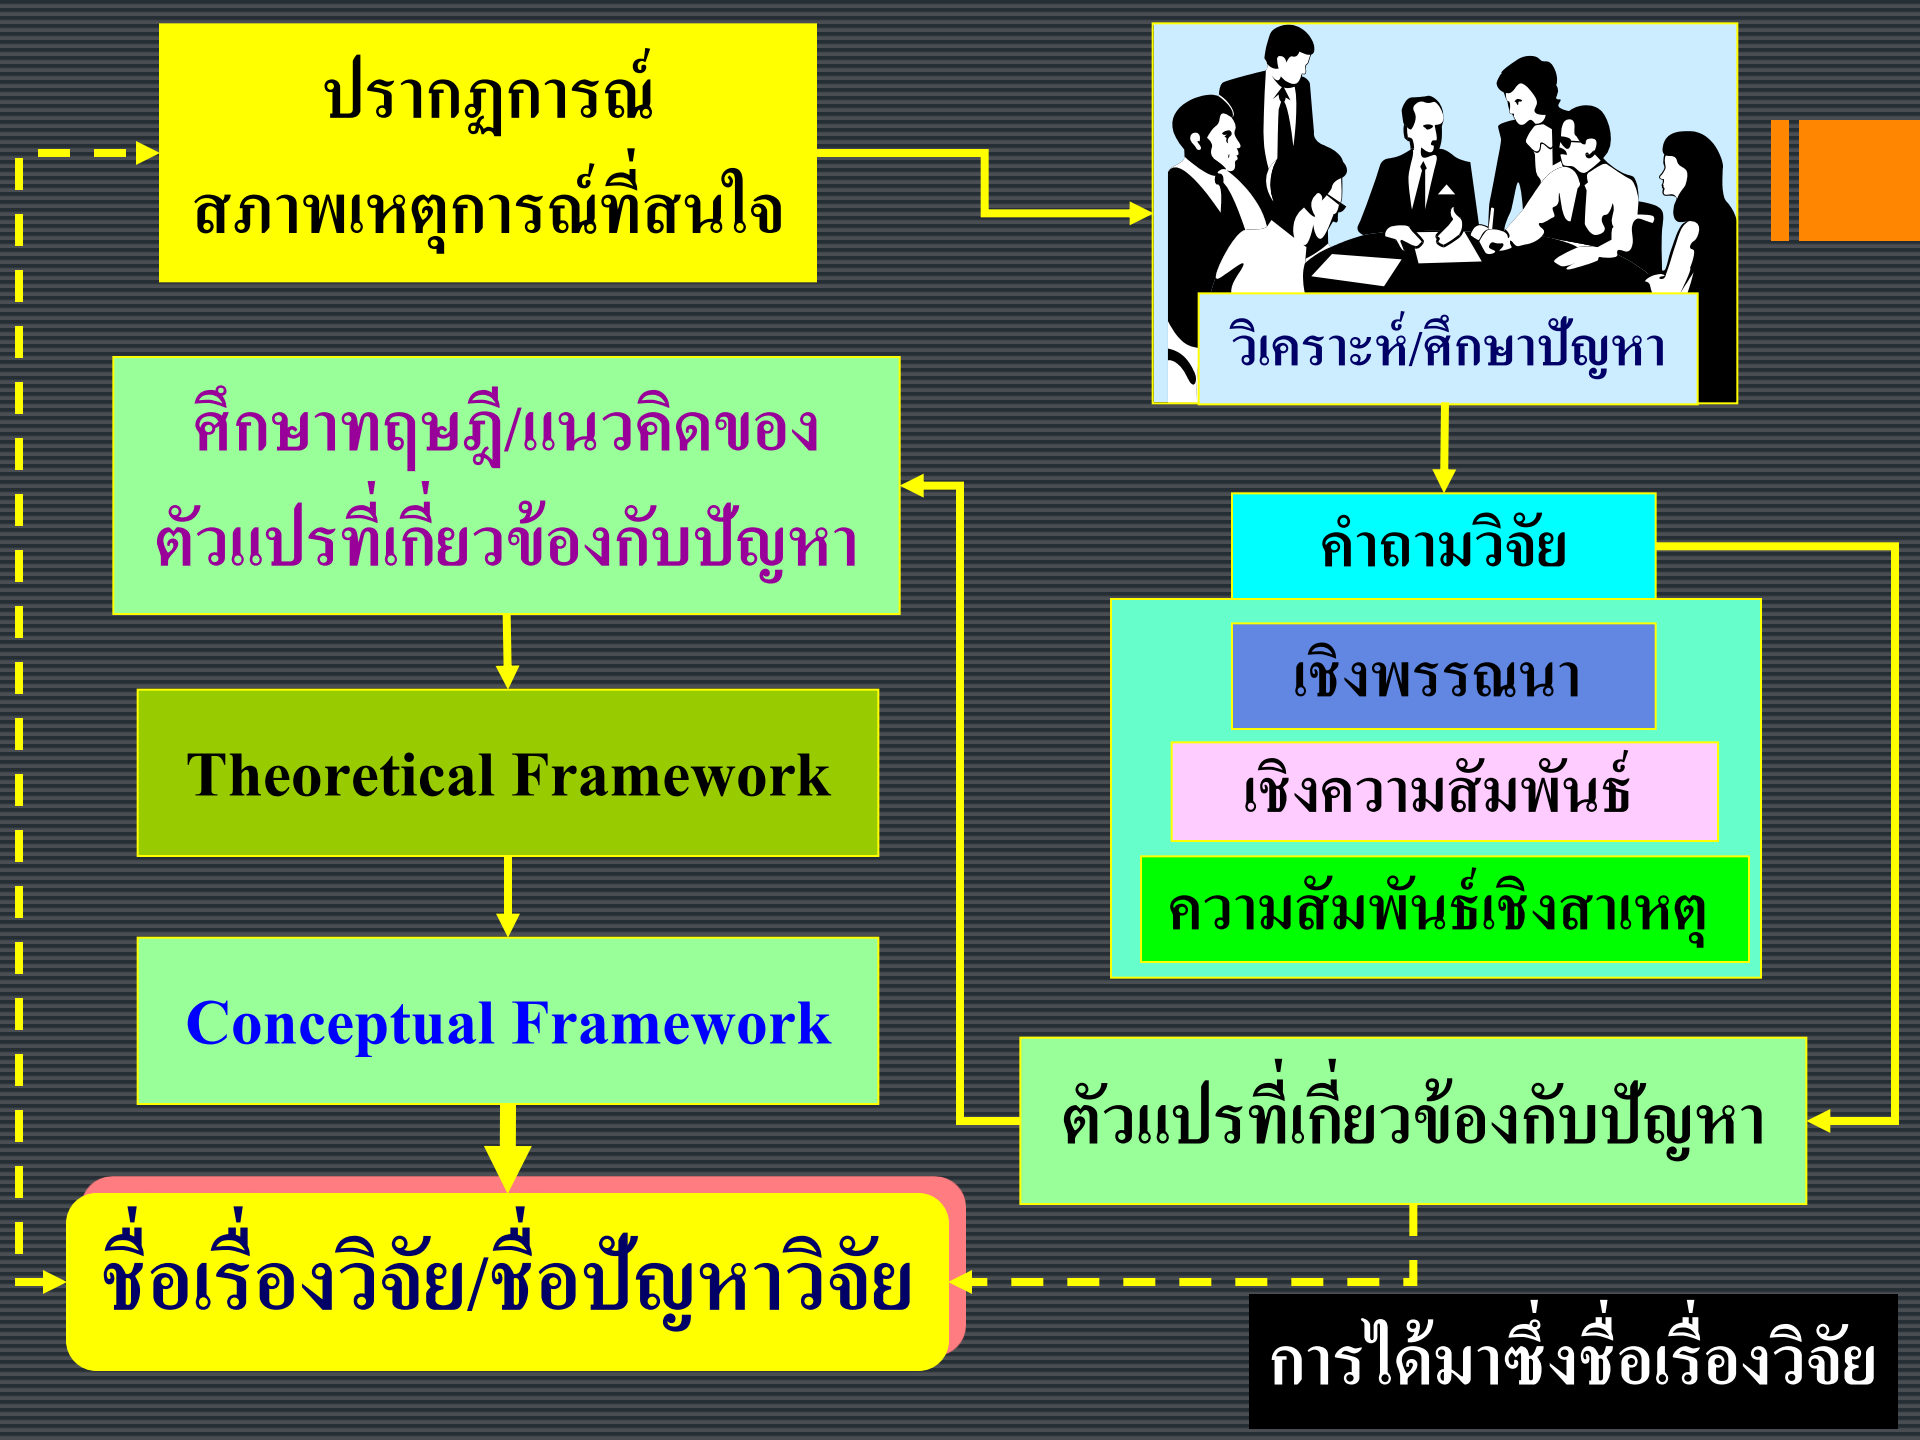 ปรากฏการณ์
สภาพเหตุการณ์ที่สนใจ
วิเคราะห์/ศึกษาปัญหา
คำถามวิจัย
เชิงพรรณนา
เชิงความสัมพันธ์
ความสัมพันธ์เชิงสาเหตุ
ตัวแปรที่เกี่ยวข้องกับปัญหา
ศึกษาทฤษฎี/แนวคิดของ
ตัวแปรที่เกี่ยวข้องกับปัญหา
Theoretical Framework
Conceptual Framework
ชื่อเรื่องวิจัย/ชื่อปัญหาวิจัย
การได้มาซึ่งชื่อเรื่องวิจัย